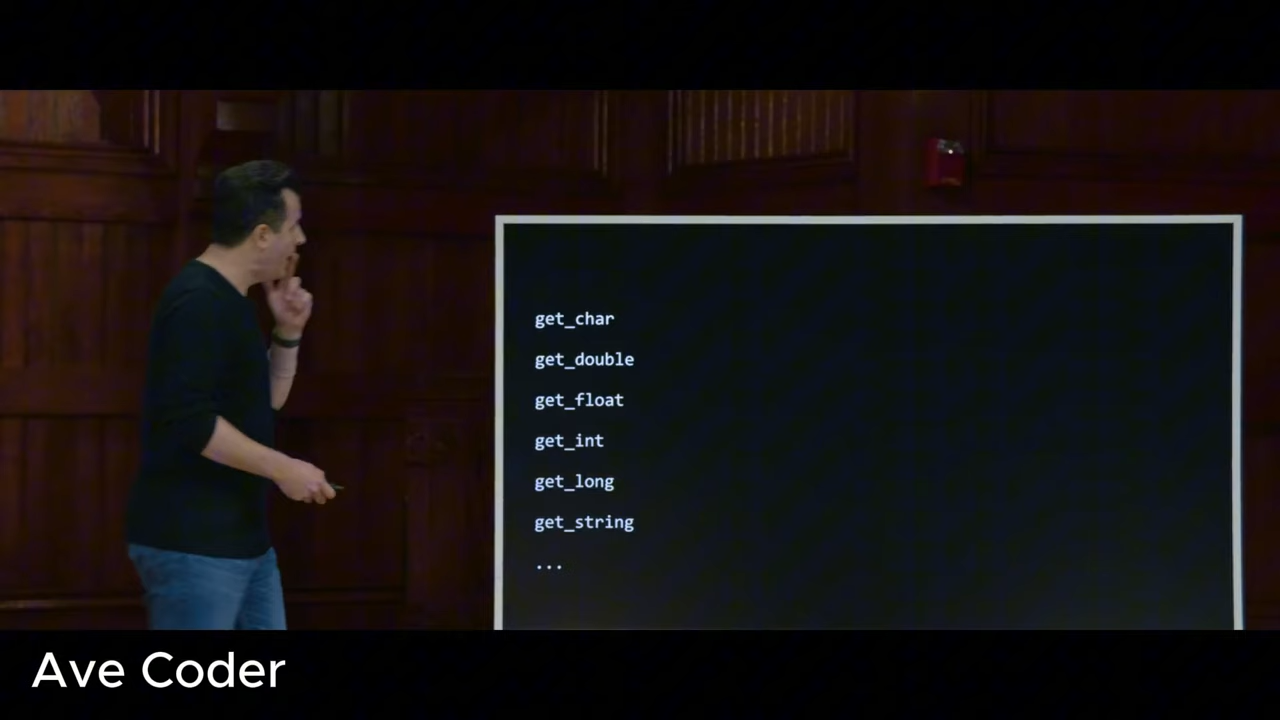 get_char
get_double
get_float
get_int
get_long
get_string
...
Ave Coder